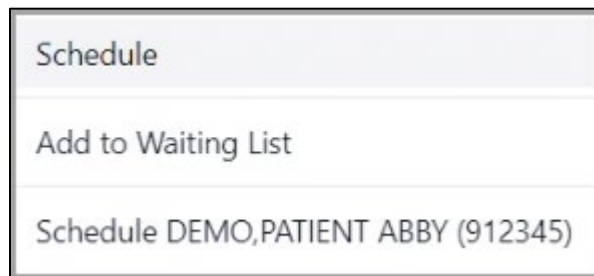 Schedule
Add to Waiting List
Schedule DEMO,PATIENT ABBY (912345)